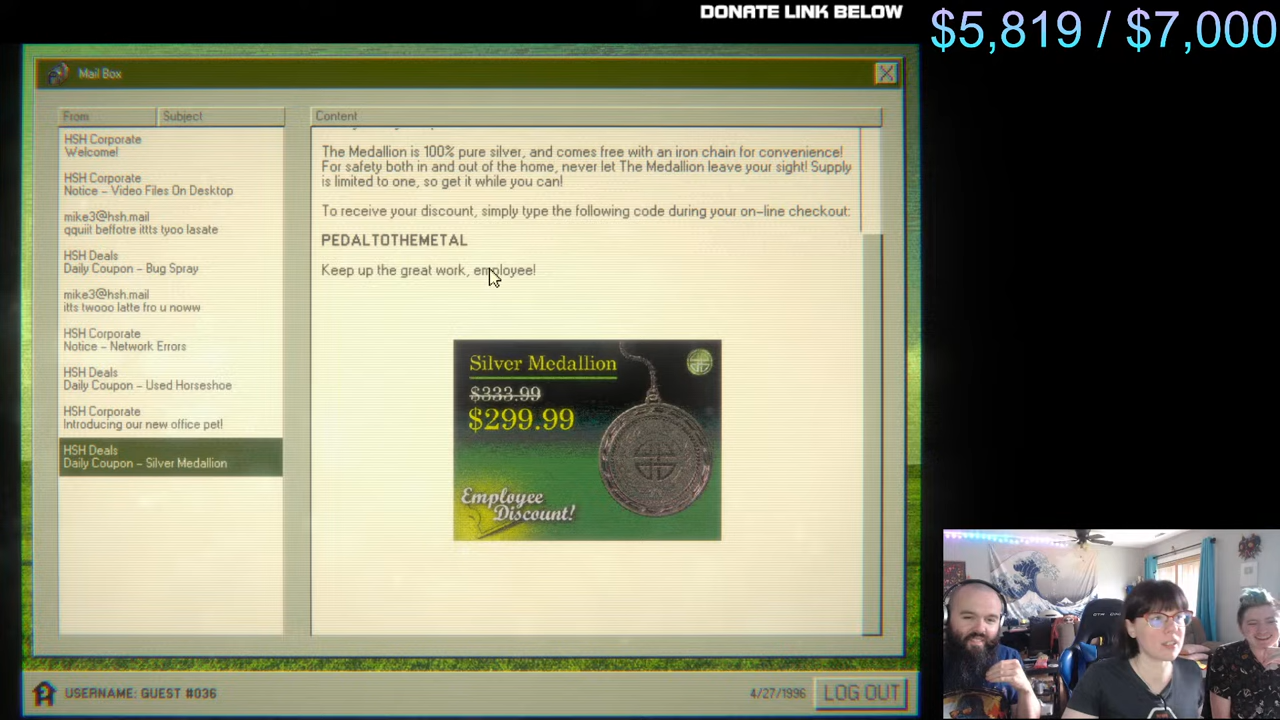 DONATE LINK BELOW
$5,819 / $7,000
Mail Box
From
Subject
Content
HSH Corporate
Welcome!
HSH Corporate
Notice - Video Files On Desktop
mike3@hsh.mail
qquiit beffotre ittts tyoo lasate
HSH Deals
Daily Coupon - Bug Spray
mike3@hsh.mail
itts twooo latte fro u noww
HSH Corporate
Notice - Network Errors
HSH Deals
Daily Coupon - Used Horseshoe
HSH Corporate
Introducing our new office pet!
HSH Deals
Daily Coupon - Silver Medallion
The Medallion is 100% pure silver, and comes free with an iron chain for convenience!
For safety both in and out of the home, never let The Medallion leave your sight! Supply
is limited to one, so get it while you can!
To receive your discount, simply type the following code during your on-line checkout:
PEDALTOTHEMETAL
Keep up the great work, employee!
Silver Medallion
$333.99
$299.99
Employee
Discount!
USERNAME: GUEST #036
4/27/1996
LOG OUT